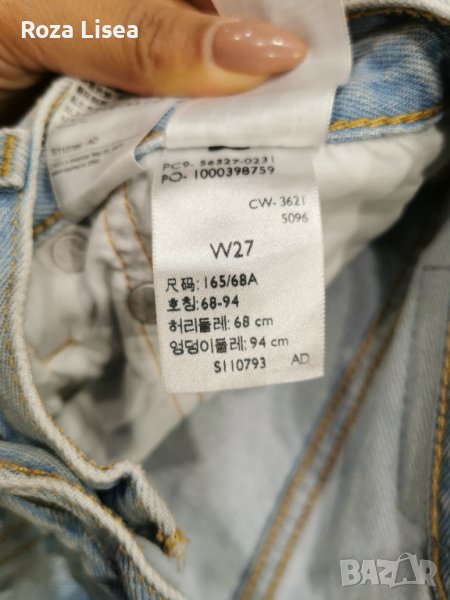 Roza Lisea
PC9- 56327-0231
PO- 1000398759
CW- 3621
5096
W27
尺码: 165/68A
호칭: 68-94
허리둘레: 68 cm
엉덩이둘레: 94 cm
S110793 AD
BAZAR